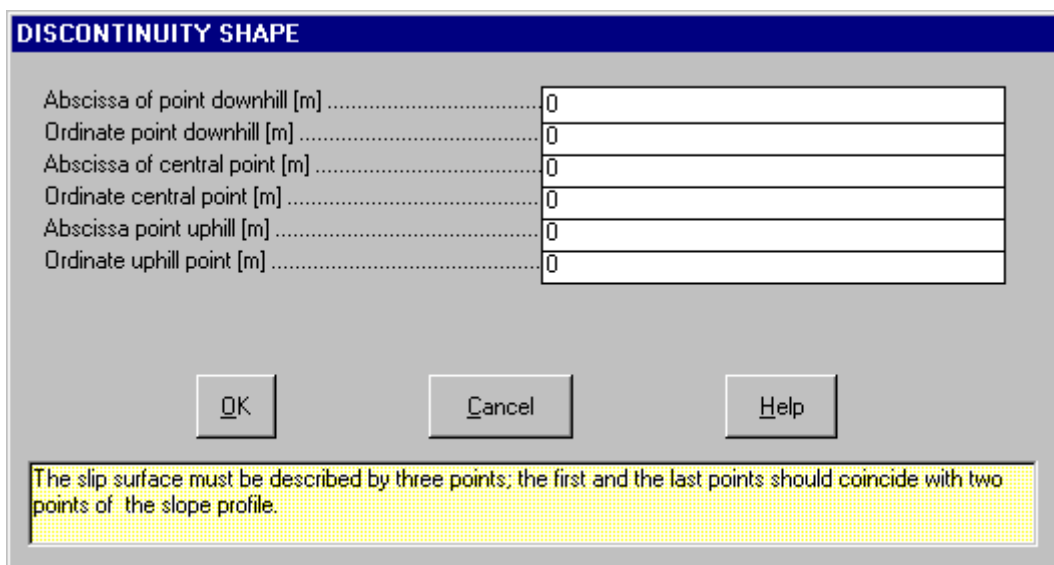 DISCONTINUITY SHAPE
Abscissa of point downhill [m] ........................................ 0
Ordinate point downhill [m] ............................................. 0
Abscissa of central point [m] .......................................... 0
Ordinate central point [m] ............................................... 0
Abscissa point uphill [m] .................................................. 0
Ordinate uphill point [m] .................................................. 0
OK Cancel Help
The slip surface must be described by three points; the first and the last points should coincide with two
points of the slope profile.